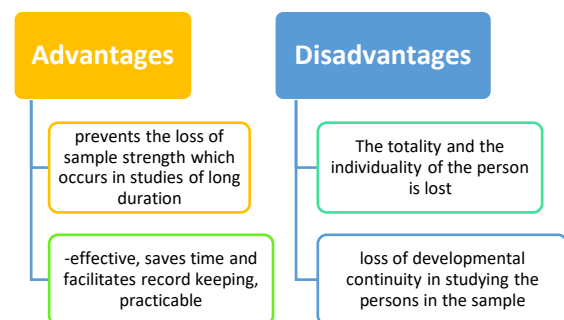 Advantages
prevents the loss of
sample strength which
occurs in studies of long
duration
-effective, saves time and
facilitates record keeping,
practicable
Disadvantages
The totality and the
individuality of the person
is lost
loss of developmental
continuity in studying the
persons in the sample